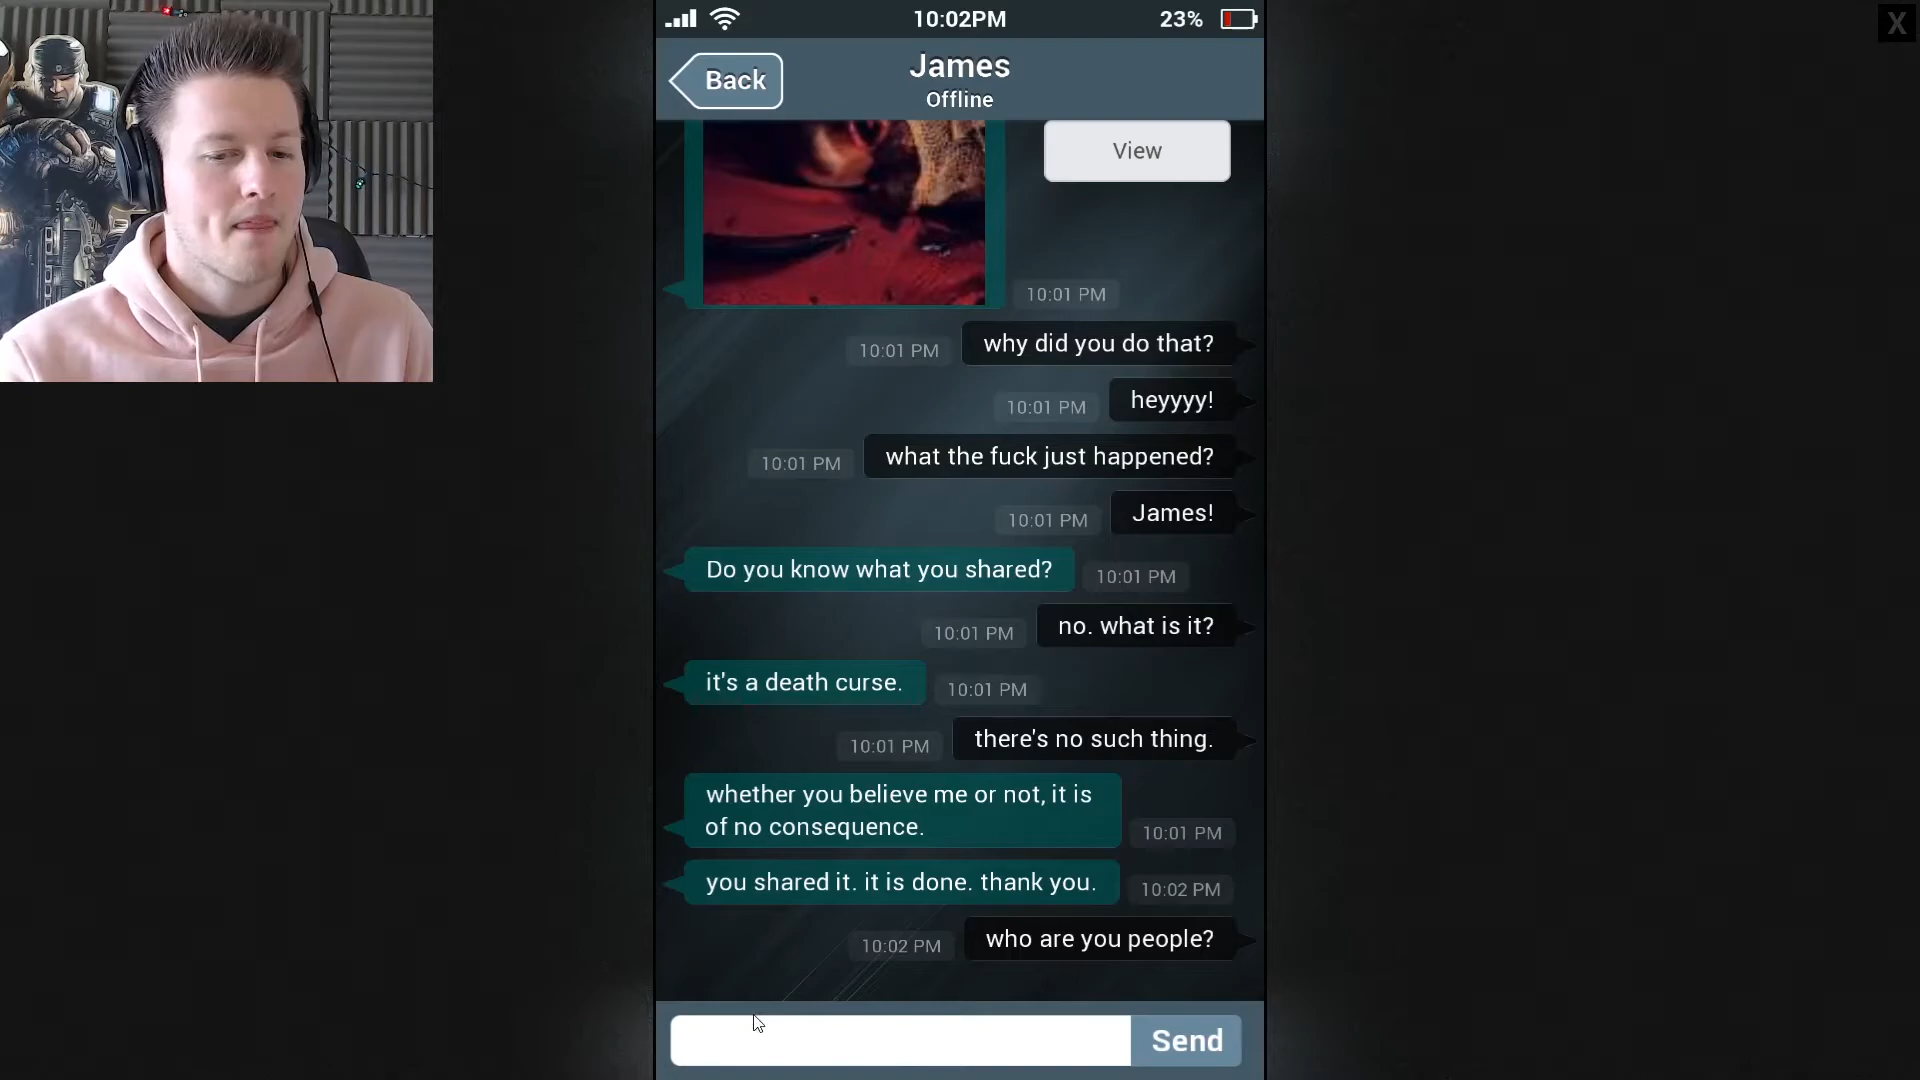 10:02PM
23%
X
Back
James
Offline
View
10:01 PM
why did you do that?
10:01 PM
heyyyy!
10:01 PM
what the fuck just happened?
10:01 PM
James!
10:01 PM
Do you know what you shared?
10:01 PM
no. what is it?
10:01 PM
it's a death curse.
10:01 PM
there's no such thing.
10:01 PM
whether you believe me or not, it is
of no consequence.
10:01 PM
you shared it. it is done. thank you.
10:02 PM
who are you people?
10:02 PM
Send